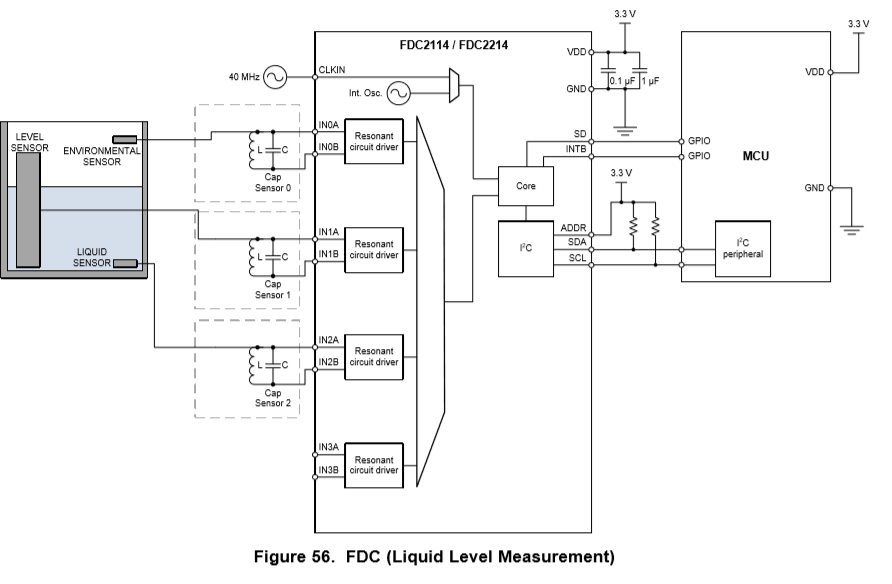 3.3 V
3.3 V
FDC2114 / FDC2214
VDD
0.1 µF
1 µF
GND
VDD
40 MHz
CLKIN
Int. Osc.
LEVEL
SENSOR
ENVIRONMENTAL
SENSOR
LIQUID
SENSOR
IN0A
IN0B
L
C
Cap
Sensor 0
Resonant
circuit driver
SD
INTB
GPIO
GPIO
MCU
Core
3.3 V
GND
IN1A
IN1B
L
C
Cap
Sensor 1
Resonant
circuit driver
I²C
ADDR
SDA
SCL
I²C
peripheral
IN2A
IN2B
L
C
Cap
Sensor 2
Resonant
circuit driver
IN3A
IN3B
Resonant
circuit driver
Figure 56. FDC (Liquid Level Measurement)